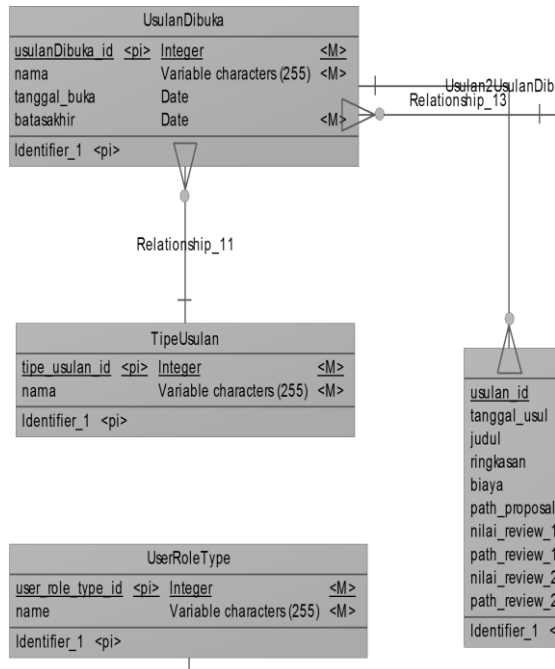 UsulanDibuka
usulanDibuka_id <pi> Integer <M>
nama Variable characters (255) <M>
tanggal_buka Date
batasakhir Date <M>
Identifier_1 <pi>
Usulan2UsulanDib
Relationship_13
Relationship_11
TipeUsulan
tipe_usulan_id <pi> Integer <M>
nama Variable characters (255) <M>
Identifier_1 <pi>
usulan_id
tanggal_usul
judul
ringkasan
biaya
path_proposal
nilai_review_1
path_review_1
nilai_review_2
path_review_2
Identifier_1 <
UserRoleType
user_role_type_id <pi> Integer <M>
name Variable characters (255) <M>
Identifier_1 <pi>